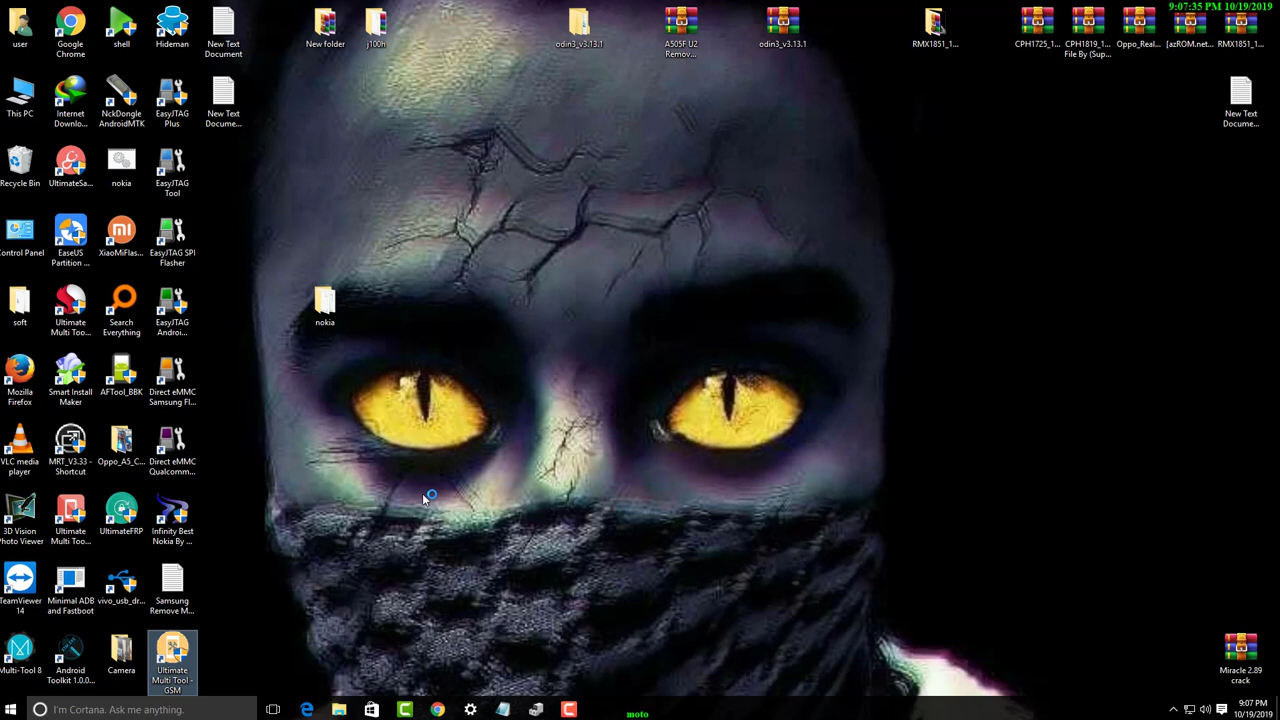 9:07:35 PM 10/19/2019
user
Google
Chrome
shell
Hideman
New Text
Document
New folder
j100h
odin3_v3.13.1
A505F U2
Remov...
odin3_v3.13.1
RMX1851_1...
CPH1725_1...
CPH1819_1...
File By (Sup...
Oppo_Real...
[azROM.net...
RMX1851_1...
This PC
Internet
Downlo...
NckDongle
AndroidMTK
EasyJTAG
Plus
New Text
Docume...
New Text
Docume...
Recycle Bin
UltimateSa...
nokia
EasyJTAG
Tool
Control Panel
EaseUS
Partition ...
XiaoMiFlas...
EasyJTAG SPI
Flasher
soft
Ultimate
Multi Too...
Search
Everything
EasyJTAG
Androi...
nokia
Mozilla
Firefox
Smart Install
Maker
AFTool_BBK
Direct eMMC
Samsung Fl...
VLC media
player
MRT_V3.33 -
Shortcut
Oppo_A5_C...
Direct eMMC
Qualcomm...
3D Vision
Photo Viewer
Ultimate
Multi Too...
UltimateFRP
Infinity Best
Nokia By ...
TeamViewer
14
Minimal ADB
and Fastboot
vivo_usb_dr...
Samsung
Remove M...
Multi-Tool 8
Android
Toolkit 1.0.0...
Camera
Ultimate
Multi Tool -
GSM
Miracle 2.89
crack
I'm Cortana. Ask me anything.
moto
9:07 PM
10/19/2019